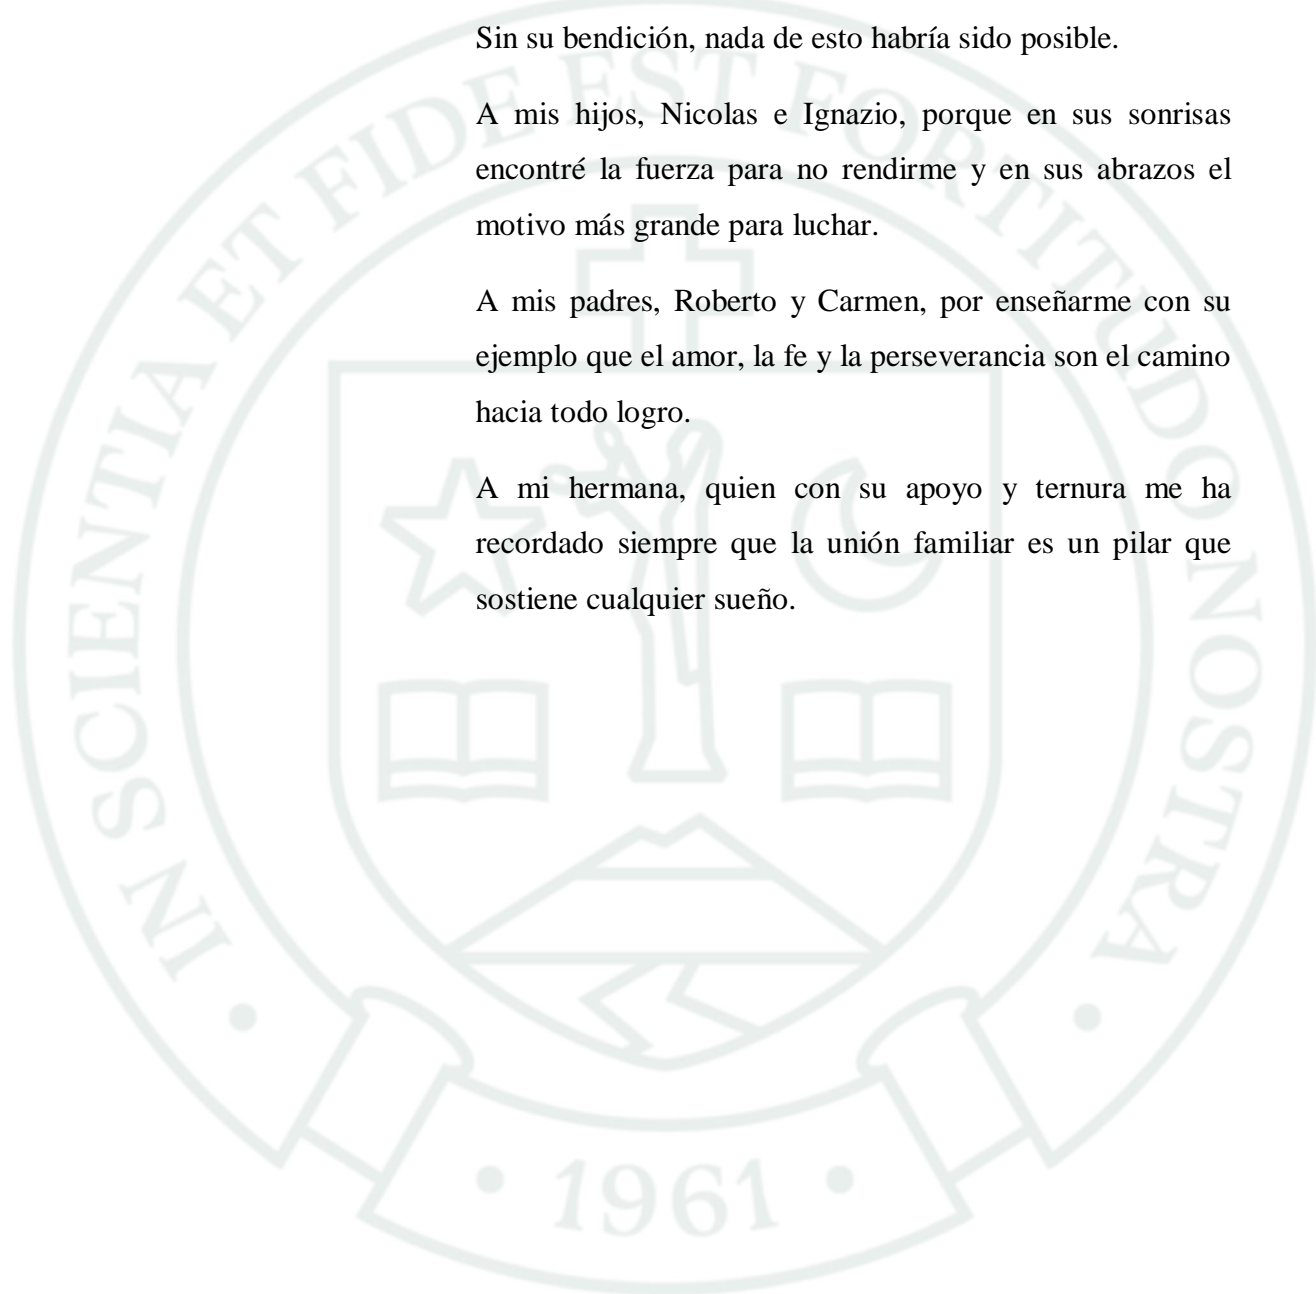 Sin su bendición, nada de esto habría sido posible.
A mis hijos, Nicolas e Ignazio, porque en sus sonrisas
encontré la fuerza para no rendirme y en sus abrazos el
motivo más grande para luchar.
A mis padres, Roberto y Carmen, por enseñarme con su
ejemplo que el amor, la fe y la perseverancia son el camino
hacia todo logro.
A mi hermana, quien con su apoyo y ternura me ha
recordado siempre que la unión familiar es un pilar que
sostiene cualquier sueño.
IN SCIENTIA ET FIDE EST FORTITUDO NOSTRA
• 1961 •